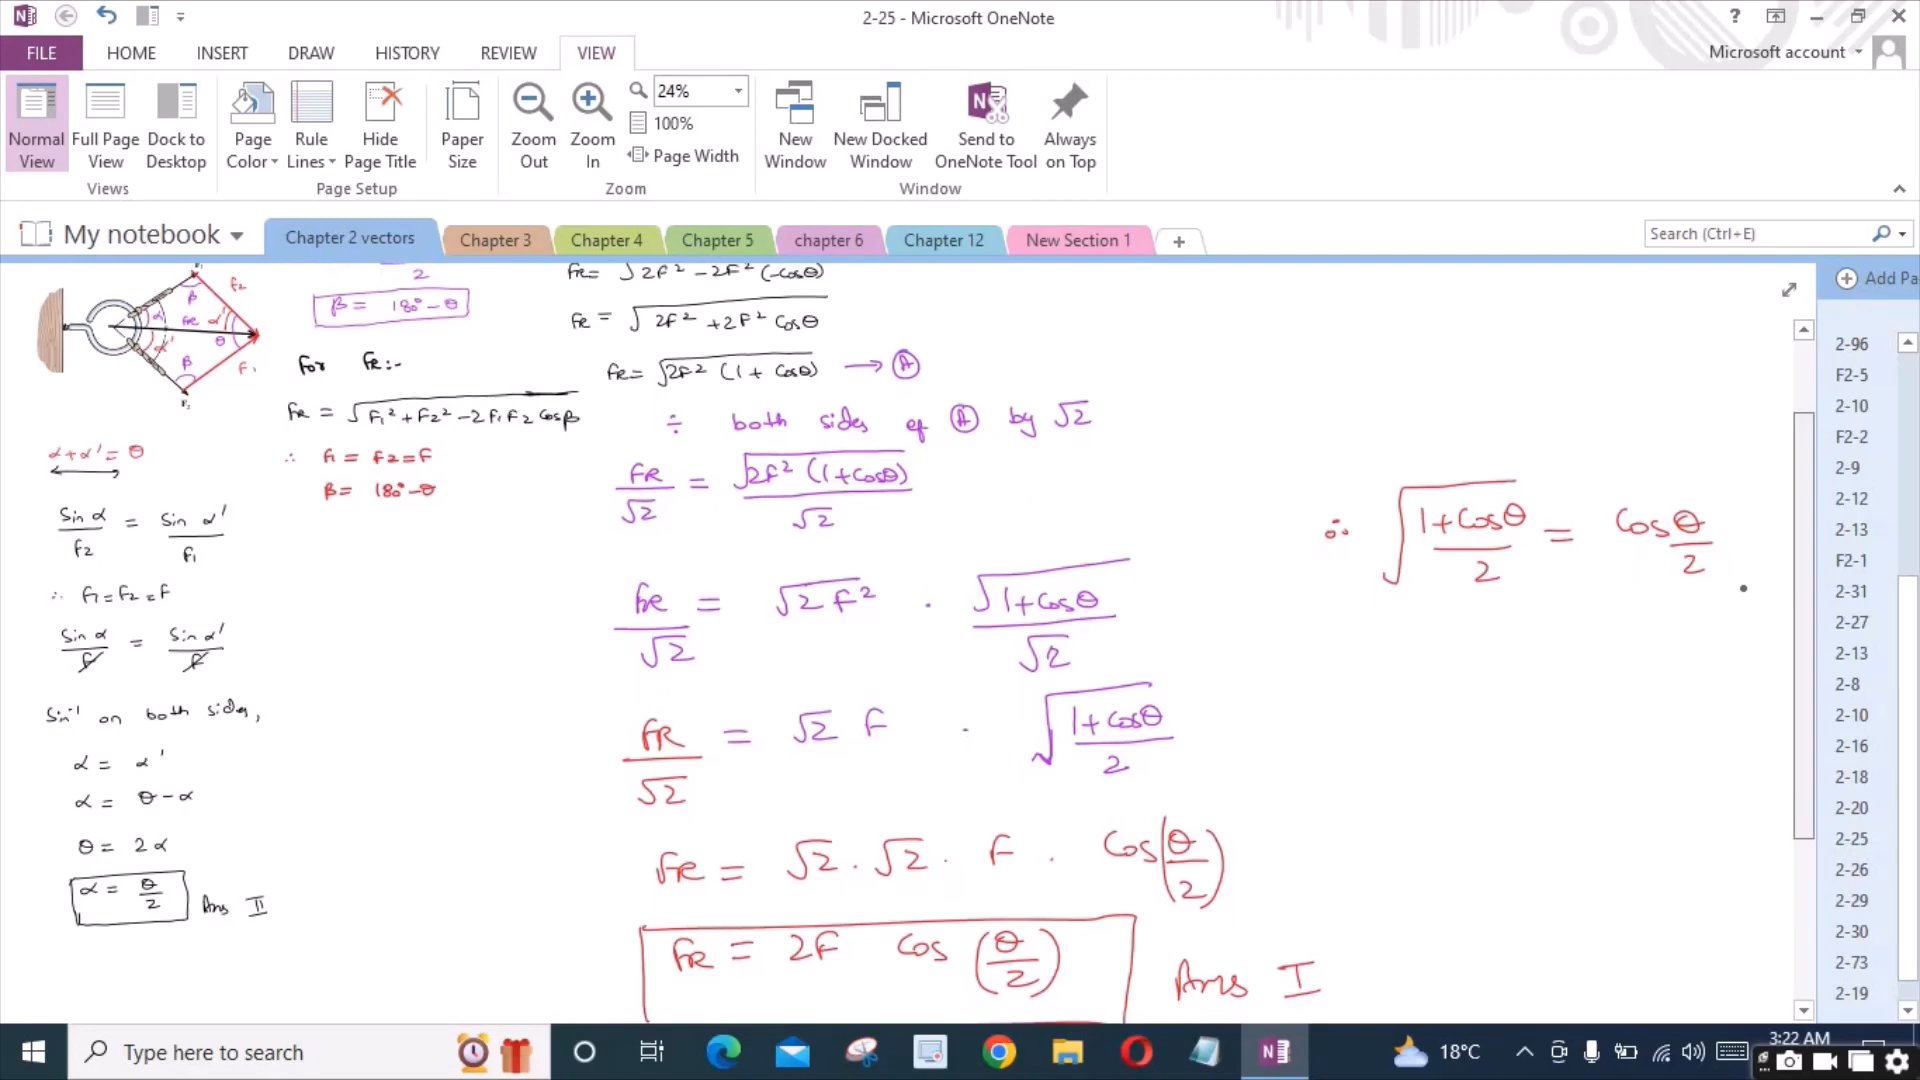 2-25 - Microsoft OneNote
?
FILE HOME INSERT DRAW HISTORY REVIEW VIEW
Microsoft account
Normal View
Full Page View
Dock to Desktop
Views
Page Color
Rule Lines
Hide Page Title
Paper Size
Page Setup
Zoom Out
Zoom In
24%
100%
Page Width
Zoom
New Window
New Docked Window
Send to OneNote Tool
Always on Top
Window
My notebook
Chapter 2 vectors
Chapter 3
Chapter 4
Chapter 5
chapter 6
Chapter 12
New Section 1
+
Search (Ctrl+E)
Add Pa
β
F2
α
FR
α'
θ
α'
β
F1
α+α' = θ
Sin α / F2 = Sin α' / F1
∴ F1=F2=F
Sin α / F = Sin α' / F
Sin⁻¹ on both sides,
α = α'
α = θ-α
θ = 2α
α = θ/2 Ans II
2
β = 180°-θ
For FR:-
FR = √F1²+F2²-2F1F2 Cosβ
∴ F1 = F2=F
β = 180°-θ
FR= √2F²-2F²(-Cosθ)
FR = √2F²+2F² Cosθ
FR= √2F² (1+ Cosθ) → Ⓐ
÷ both sides of Ⓐ by √2
FR/√2 = √2F² (1+Cosθ)/√2
FR/√2 = √2F² . √1+Cosθ/√2
FR/√2 = √2 F . √(1+Cosθ)/2
FR = √2 . √2 . F . Cos(θ/2)
FR = 2F Cos (θ/2) Ans I
∴ √(1+Cosθ)/2 = Cos θ/2
2-96
F2-5
2-10
F2-2
2-9
2-12
2-13
F2-1
2-31
2-27
2-13
2-8
2-10
2-16
2-18
2-20
2-25
2-26
2-29
2-30
2-73
2-19
Type here to search
18°C
3:22 AM